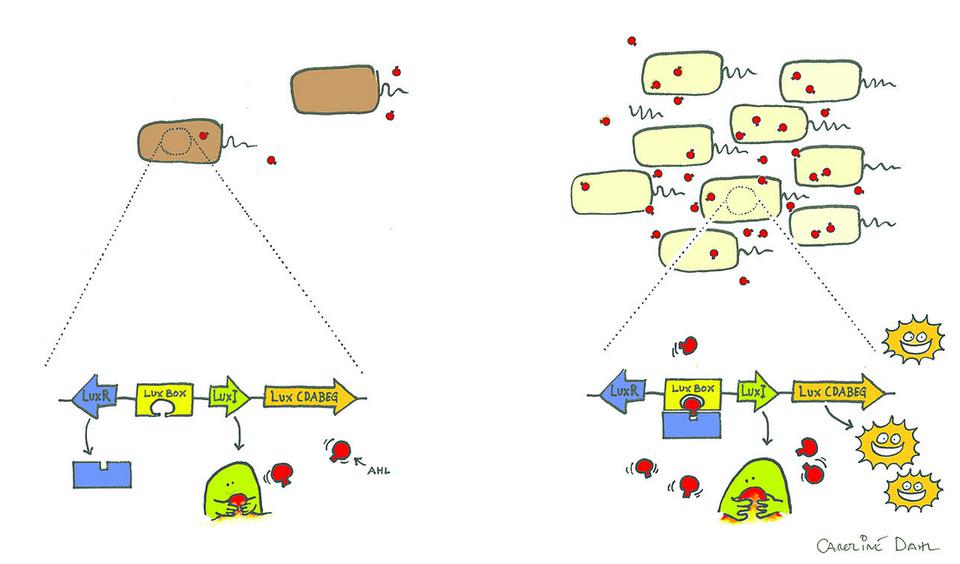 LuxR
Lux BOX
LuxI
Lux CDABEG
AHL
LuxR
Lux BOX
LuxI
Lux CDABEG
CAROLINE DAHL